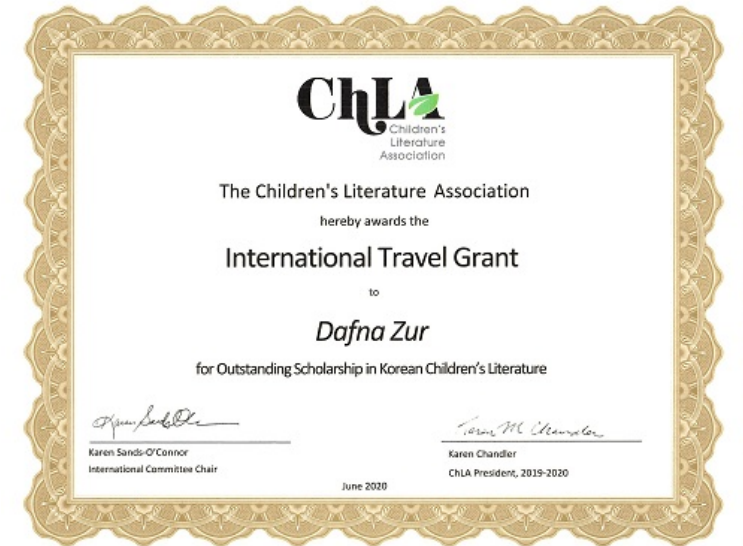 ChLA
Children's
Literature
Association
The Children's Literature Association
hereby awards the
International Travel Grant
to
Dafna Zur
for Outstanding Scholarship in Korean Children's Literature
Karen Sands-O'Connor
International Committee Chair
Karen M Chandler
Karen Chandler
ChLA President, 2019-2020
June 2020